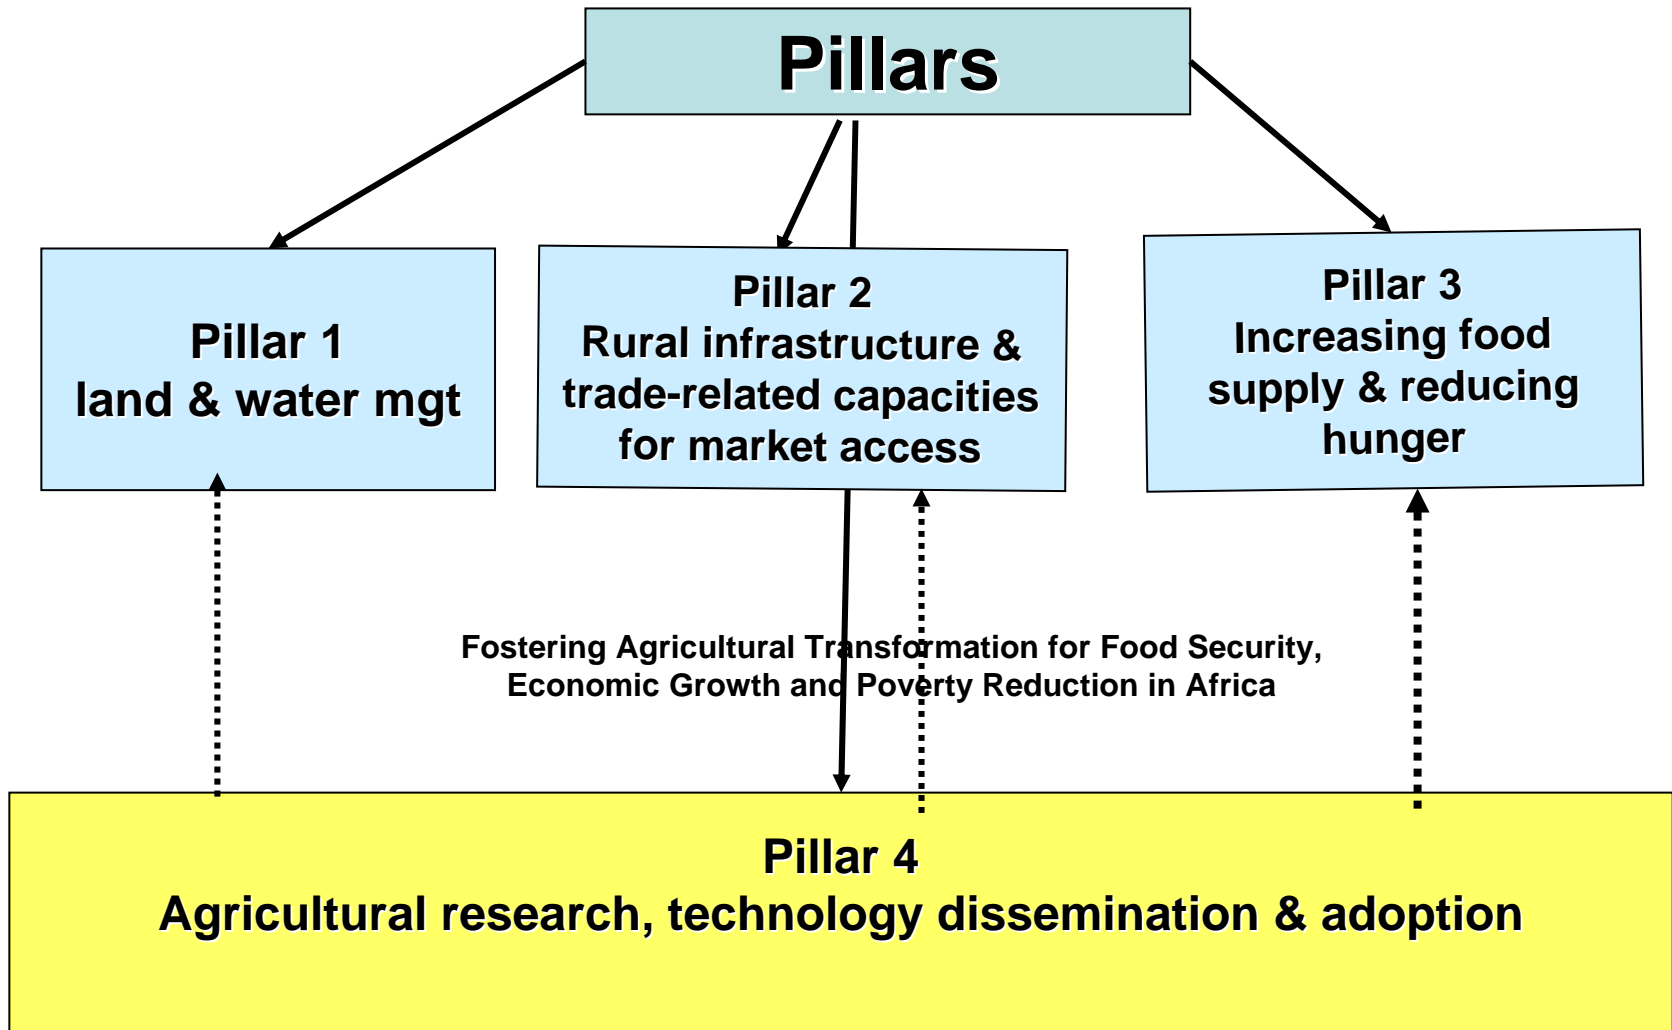 Pillars
Pillar 1
land & water mgt
Pillar 2
Rural infrastructure &
trade-related capacities
for market access
Pillar 3
Increasing food
supply & reducing
hunger
Fostering Agricultural Transformation for Food Security,
Economic Growth and Poverty Reduction in Africa
Pillar 4
Agricultural research, technology dissemination & adoption